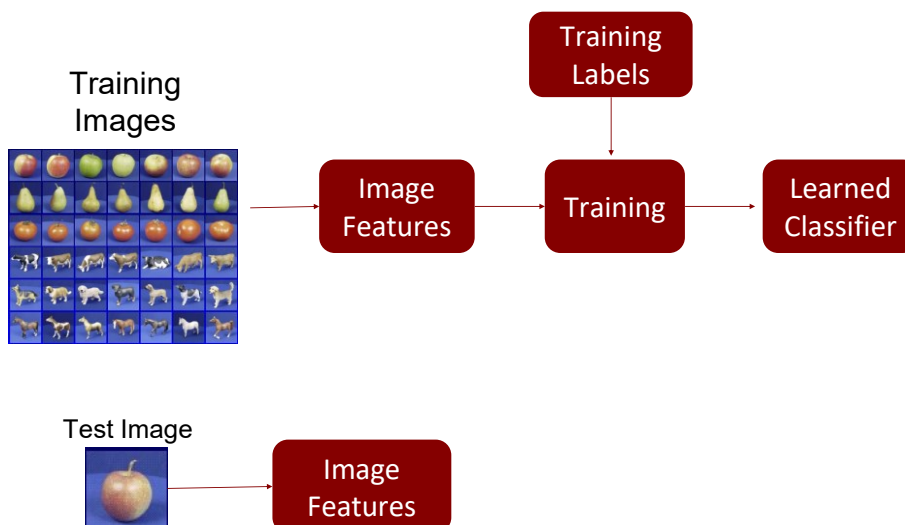 Training
Labels
Training
Images
Image
Features
Training
Learned
Classifier
Test Image
Image
Features